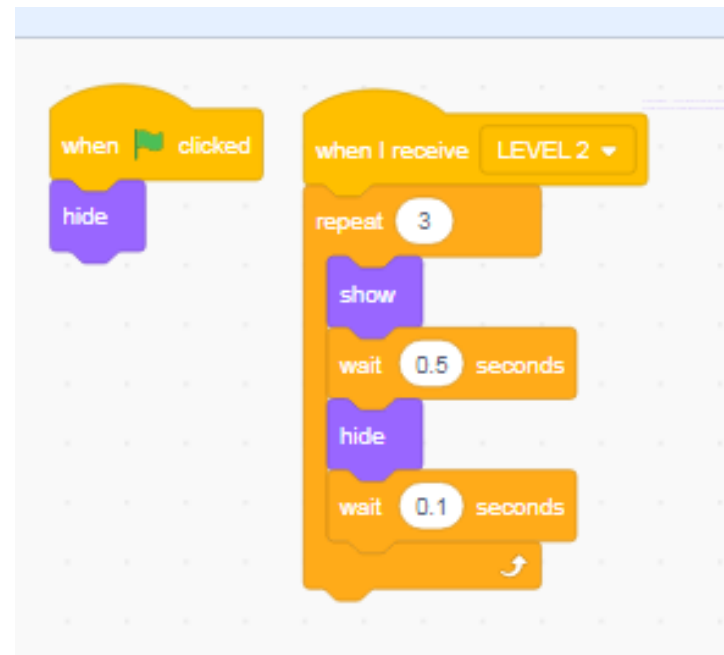 when clicked
hide
when I receive LEVEL 2
repeat 3
show
wait 0.5 seconds
hide
wait 0.1 seconds